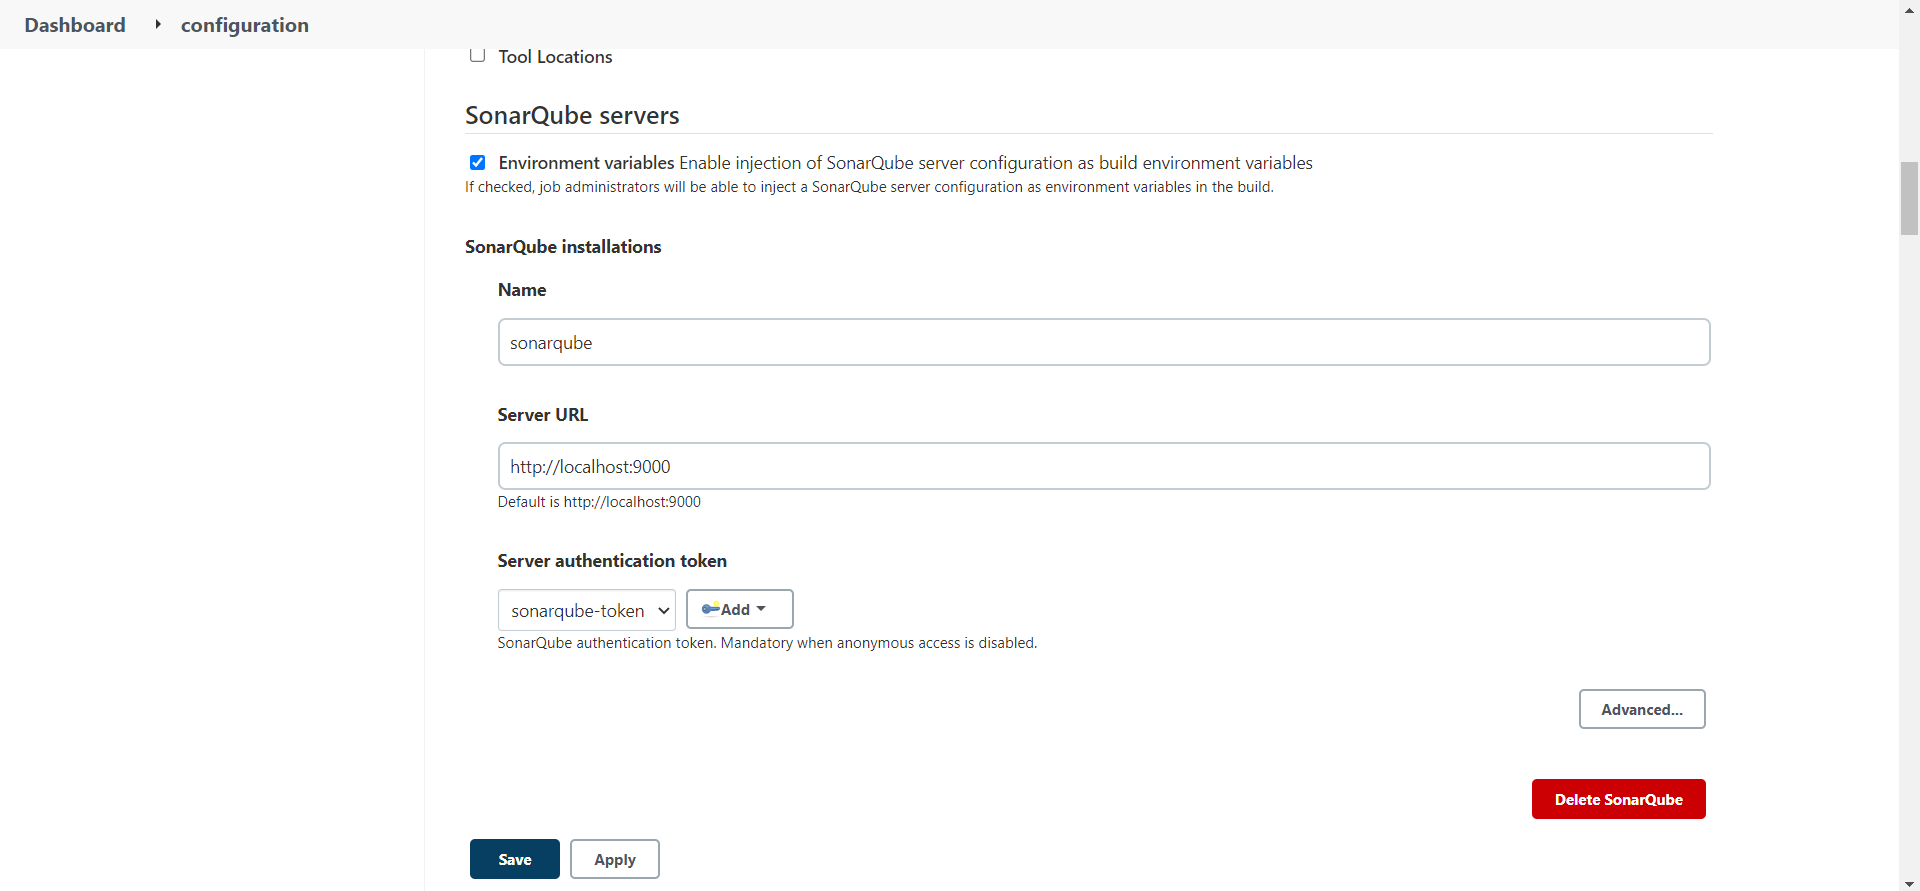 Dashboard configuration
Tool Locations
SonarQube servers
Environment variables Enable injection of SonarQube server configuration as build environment variables
If checked, job administrators will be able to inject a SonarQube server configuration as environment variables in the build.
SonarQube installations
Name
sonarqube
Server URL
http://localhost:9000
Default is http://localhost:9000
Server authentication token
sonarqube-token Add
SonarQube authentication token. Mandatory when anonymous access is disabled.
Advanced...
Delete SonarQube
Save Apply